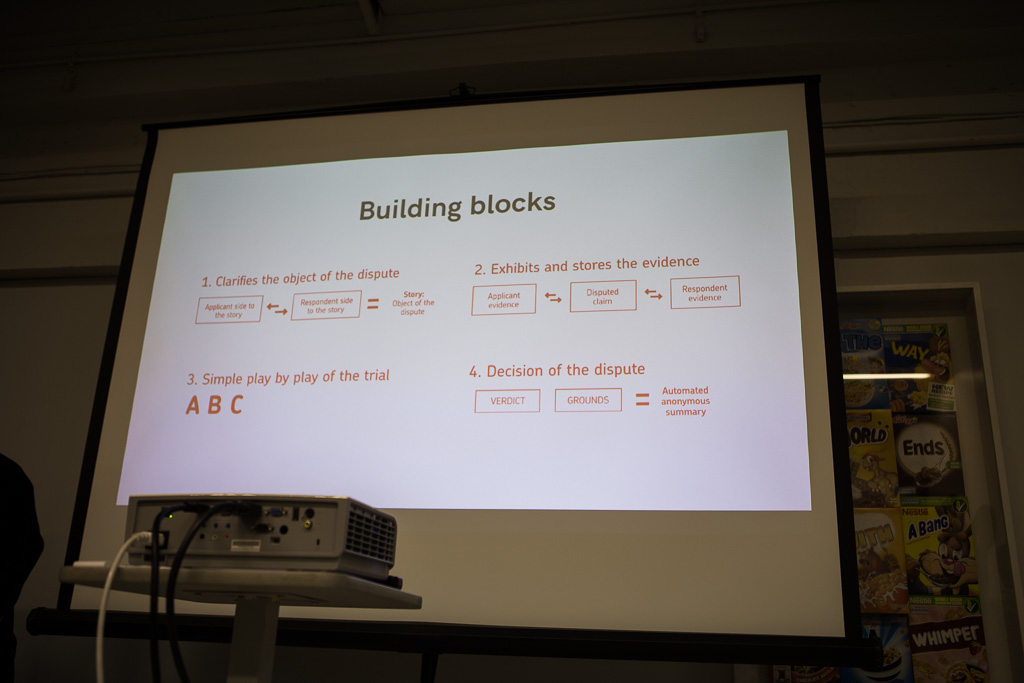 Building blocks
1. Clarifies the object of the dispute
Applicant side to
the story
Respondent side
to the story
=
Story:
Object of the
dispute
2. Exhibits and stores the evidence
Applicant
evidence
Disputed
claim
Respondent
evidence
3. Simple play by play of the trial
A B C
4. Decision of the dispute
VERDICT
GROUNDS
=
Automated
anonymous
summary
THE
WAY
NEW
ORLD
Ends
Nestlé
A Bang
WHIMPER